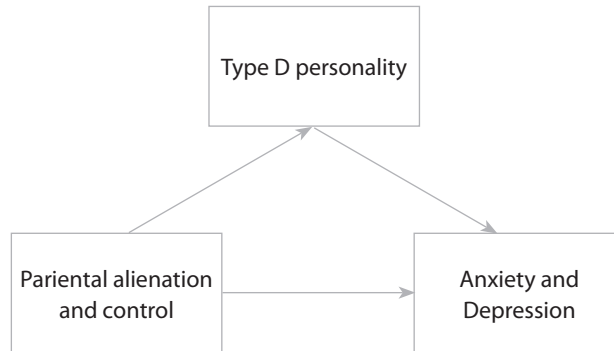 Type D personality
Pariental alienation
and control
Anxiety and
Depression